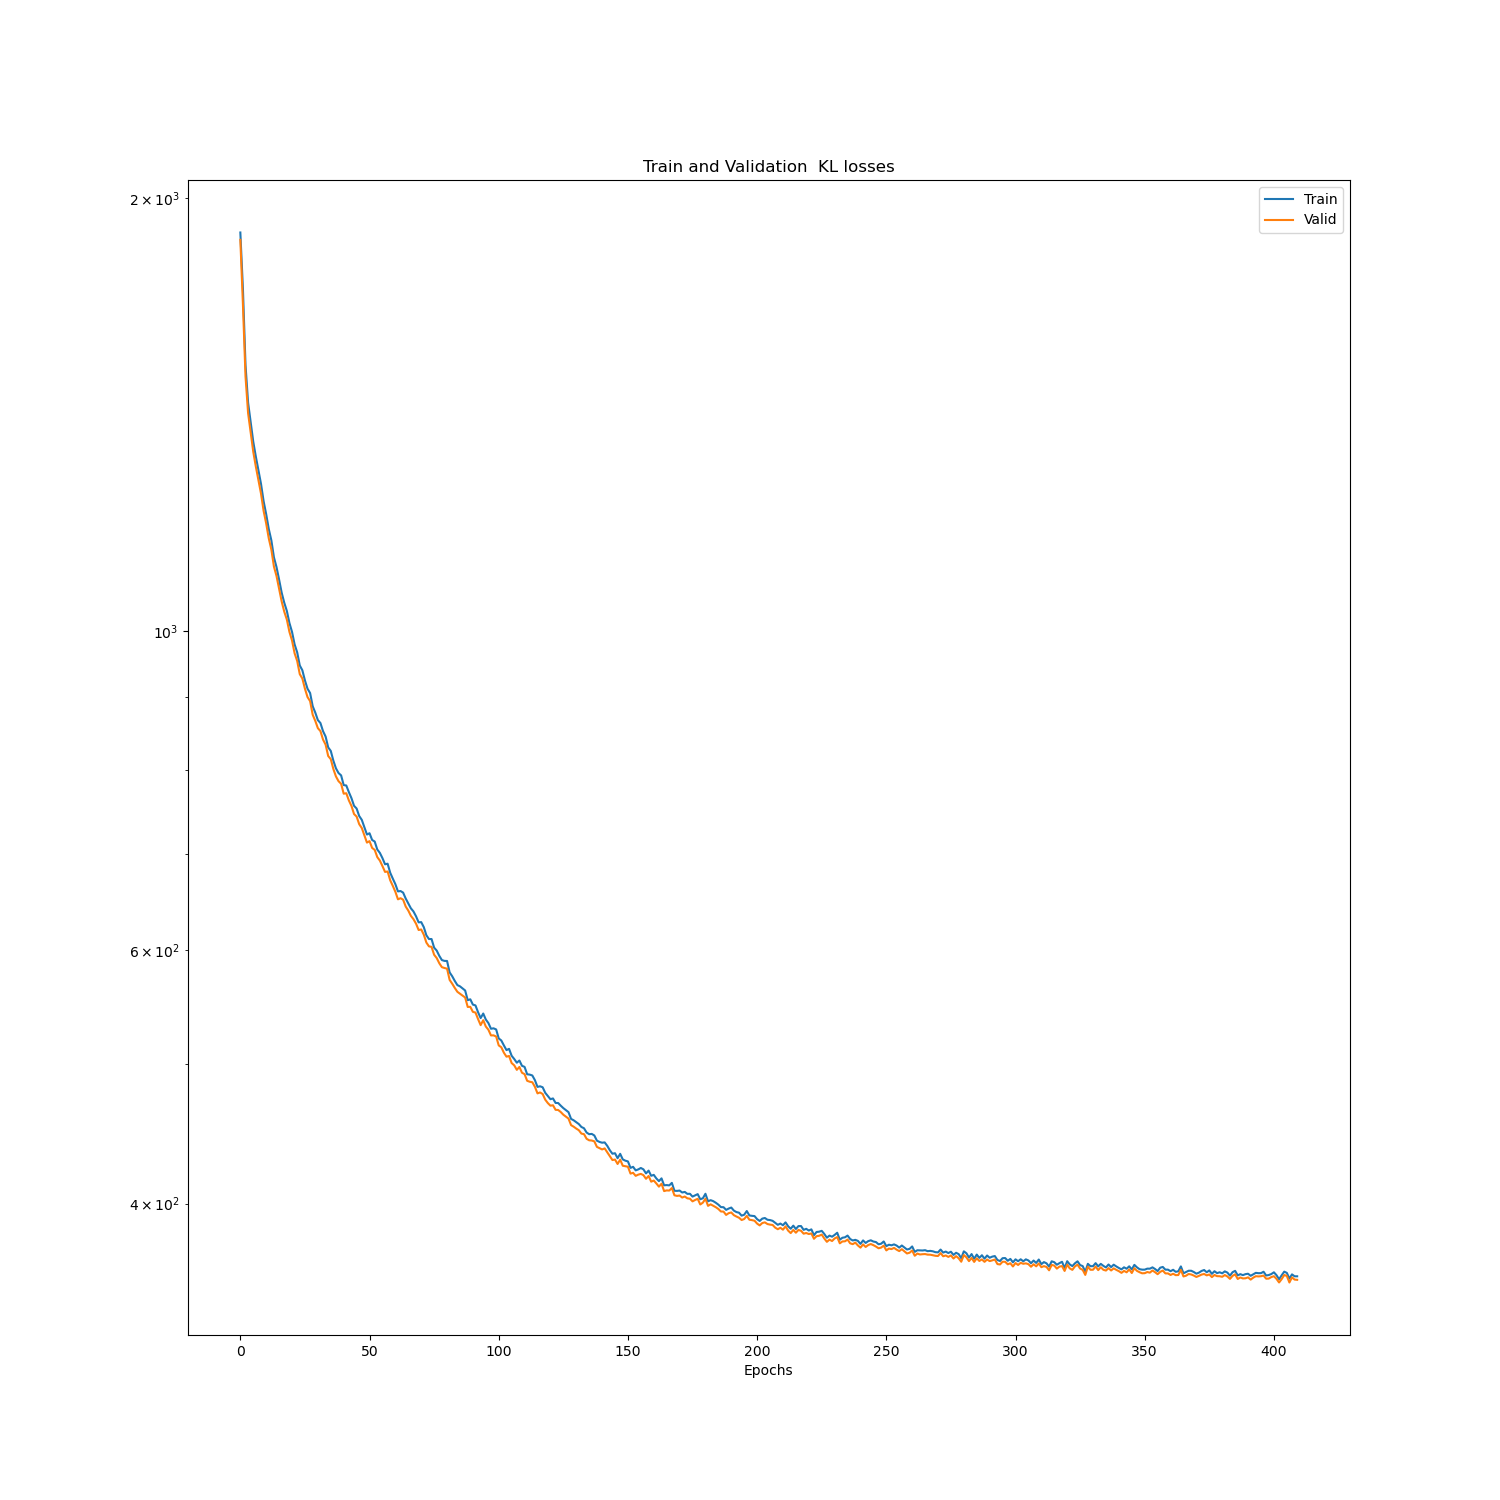 Train and Validation  KL losses
2 × 10³
10³
6 × 10²
4 × 10²
Train
Valid
0 50 100 150 200 250 300 350 400
Epochs